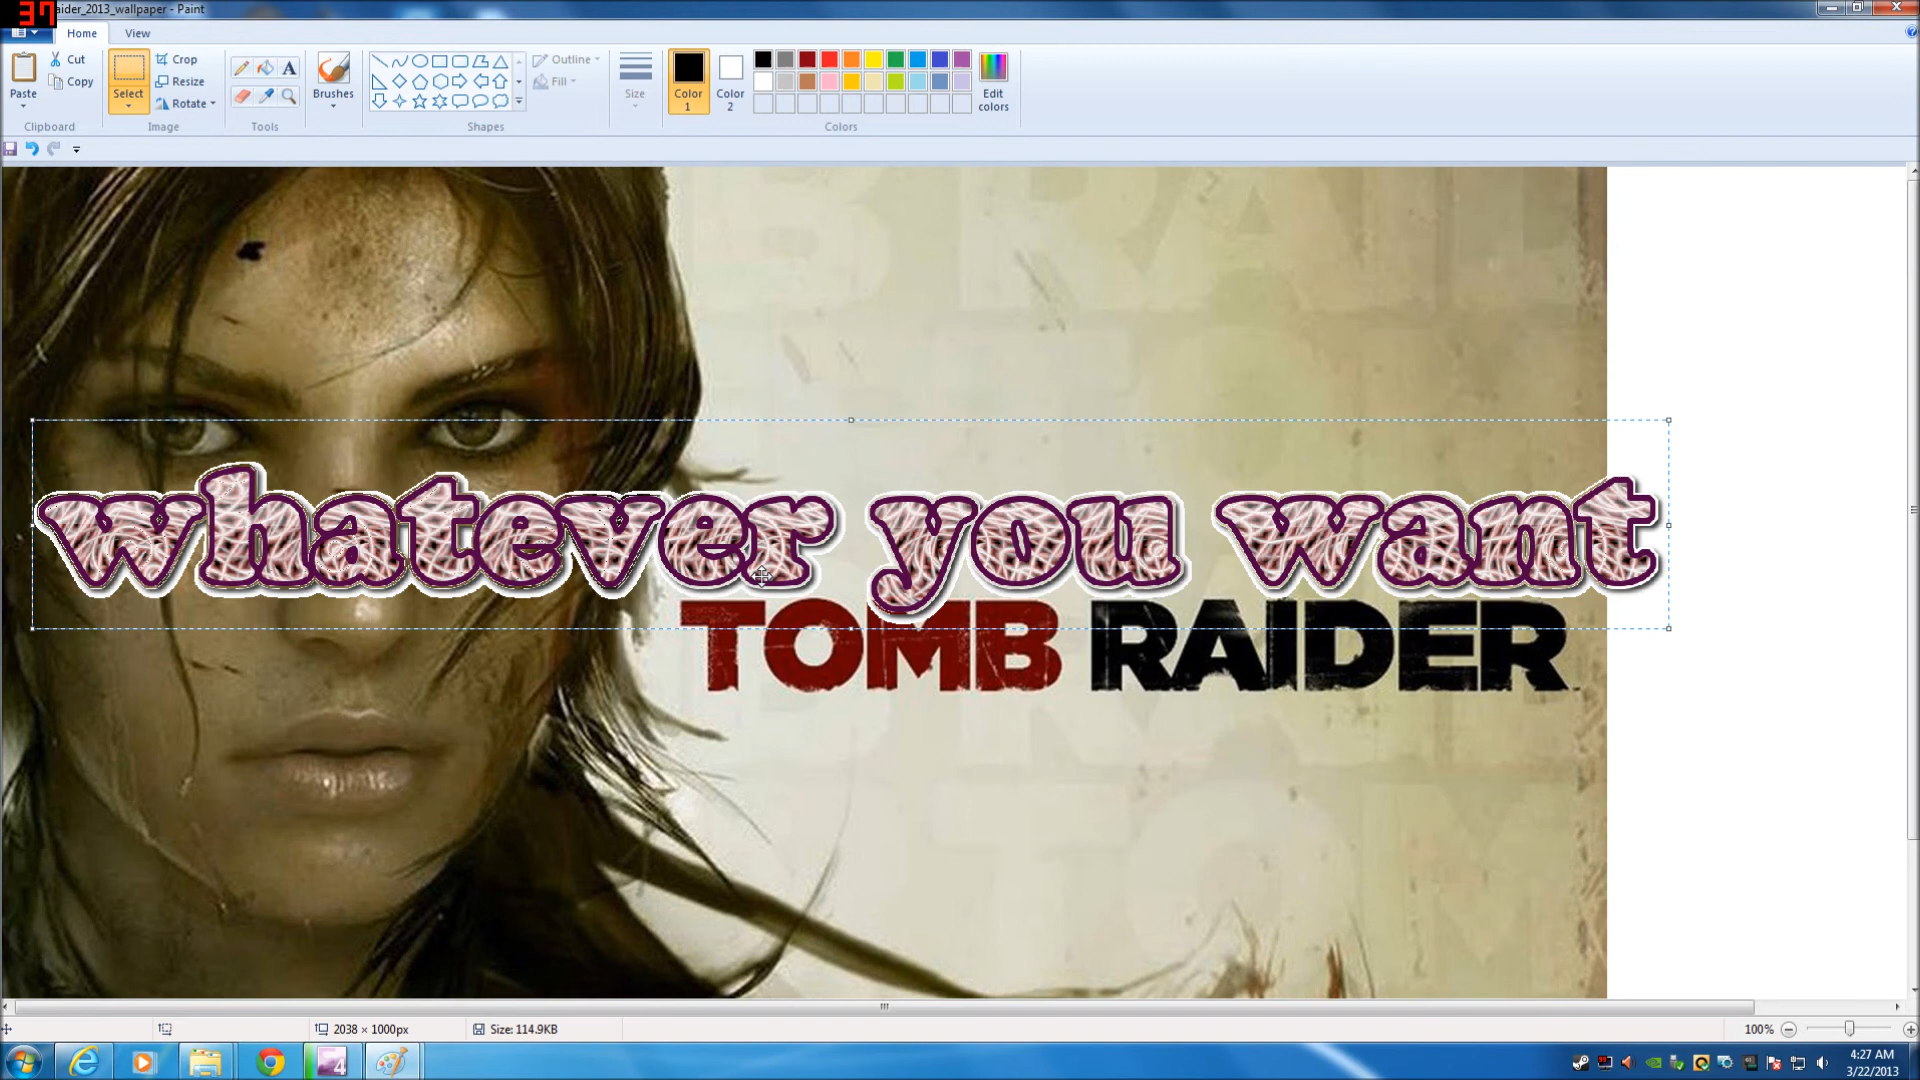 37
aider_2013_wallpaper - Paint
Home View
Cut
Copy
Paste
Clipboard
Select
Crop
Resize
Rotate
Image
A
Tools
Brushes
Shapes
Outline
Fill
Size
Color 1
Color 2
Edit colors
Colors
whatever you want
TOMB RAIDER
2038 × 1000px
Size: 114.9KB
100%
4:27 AM
3/22/2013